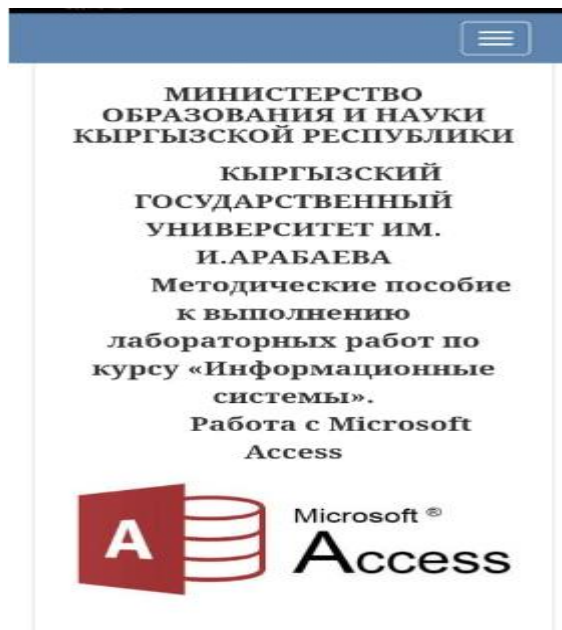 МИНИСТЕРСТВО
ОБРАЗОВАНИЯ И НАУКИ
КЫРГЫЗСКОЙ РЕСПУБЛИКИ
КЫРГЫЗСКИЙ
ГОСУДАРСТВЕННЫЙ
УНИВЕРСИТЕТ ИМ.
И.АРАБАЕВА
Методические пособие
к выполнению
лабораторных работ по
курсу «Информационные
системы».
Работа с Microsoft
Access
A
Microsoft ®
Access